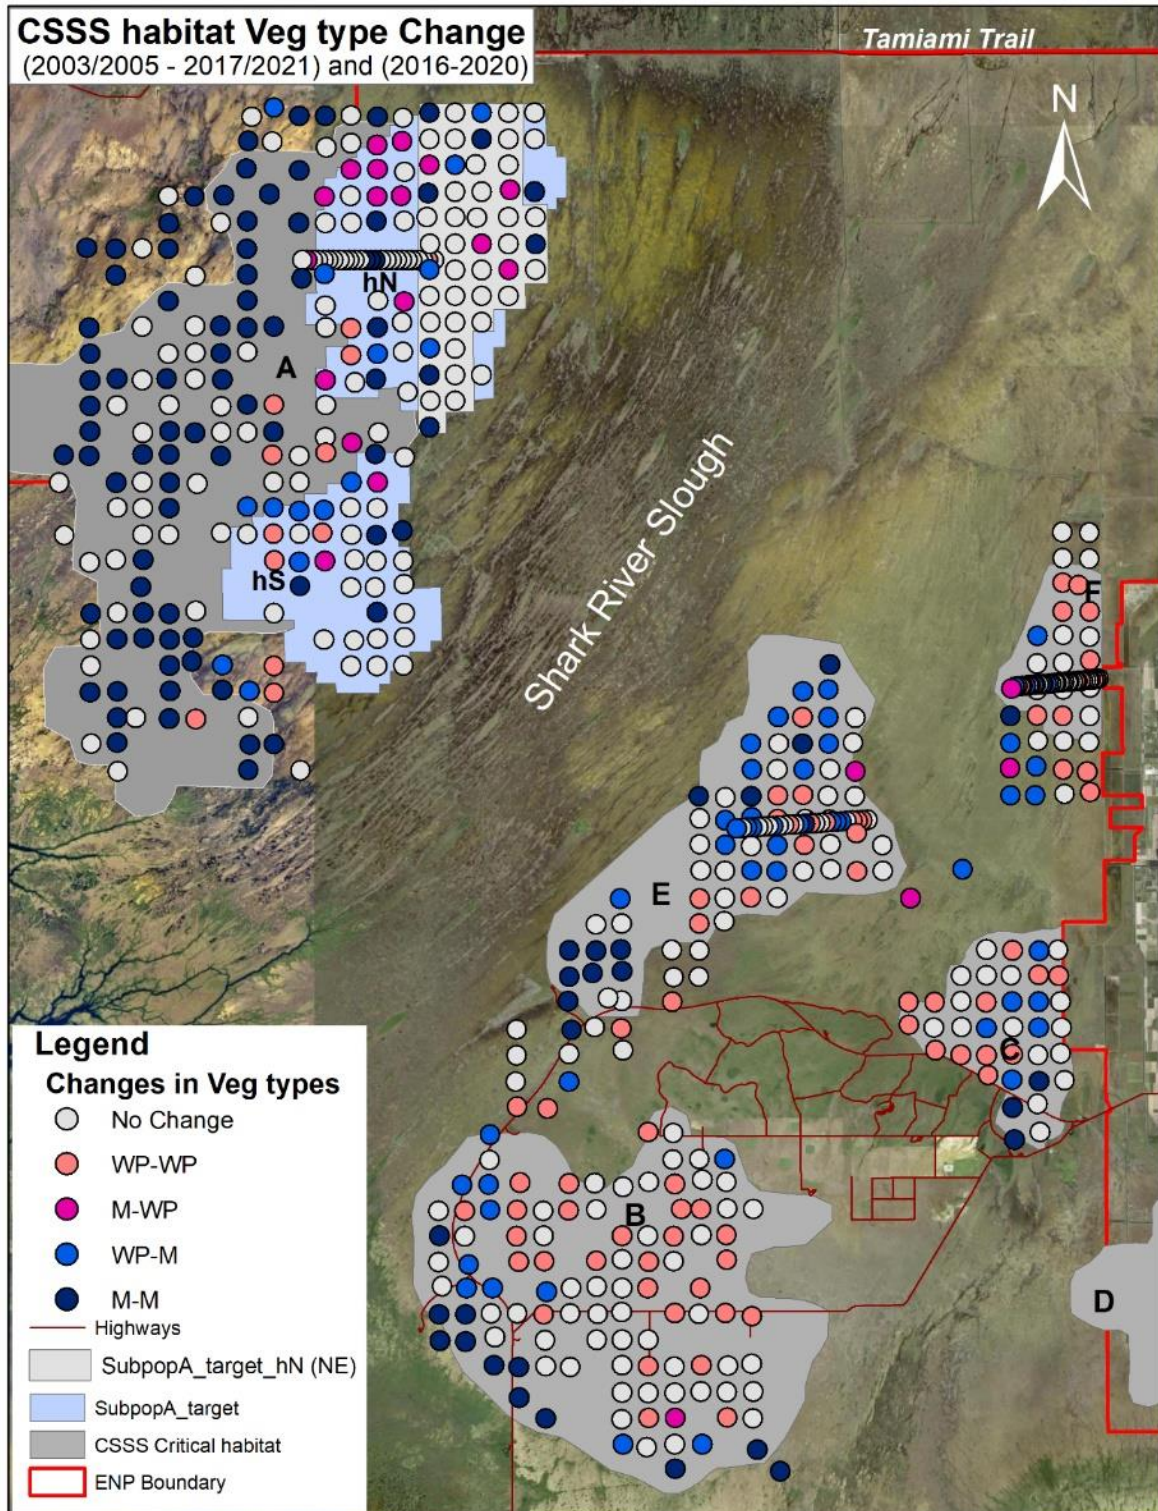 CSSS habitat Veg type Change
(2003/2005 - 2017/2021) and (2016-2020)
Tamiami Trail
N
hN
A
hS
Shark River Slough
F
E
C
B
D
Legend
Changes in Veg types
No Change
WP-WP
M-WP
WP-M
M-M
Highways
SubpopA_target_hN (NE)
SubpopA_target
CSSS Critical habitat
ENP Boundary